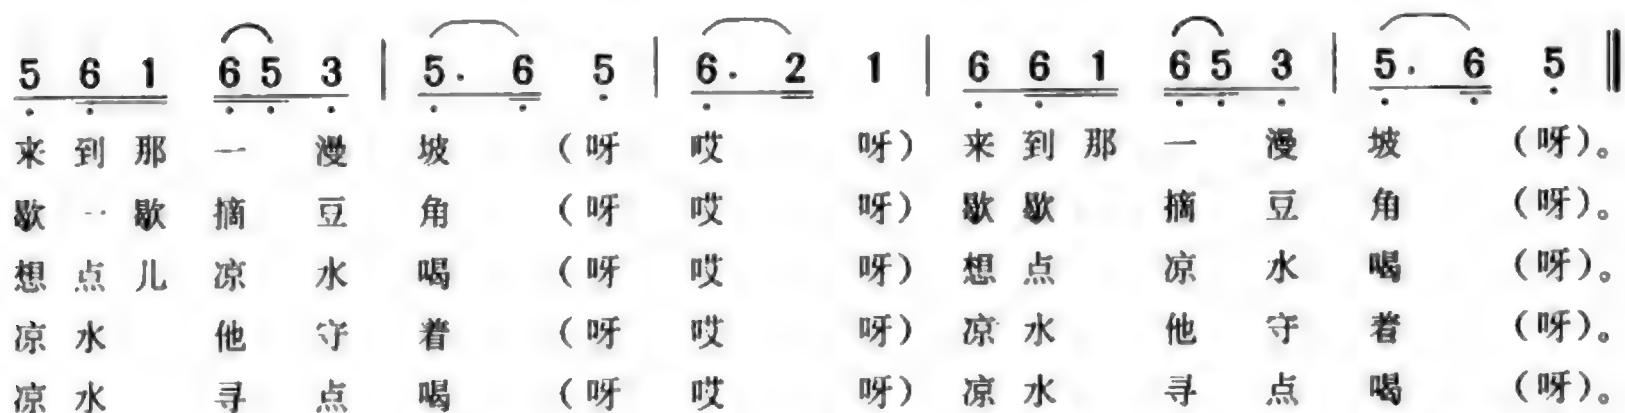 5 6 1 6 5 3 | 5. 6 5 | 6. 2 1 | 6 6 1 6 5 3 | 5. 6 5 ‖
来到那一漫坡(呀哎呀)来到那一漫坡(呀)。
歇一歇摘豆角(呀哎呀)歇歇摘豆角(呀)。
想点儿凉水喝(呀哎呀)想点凉水喝(呀)。
凉水他守着(呀哎呀)凉水他守着(呀)。
凉水寻点喝(呀哎呀)凉水寻点喝(呀)。